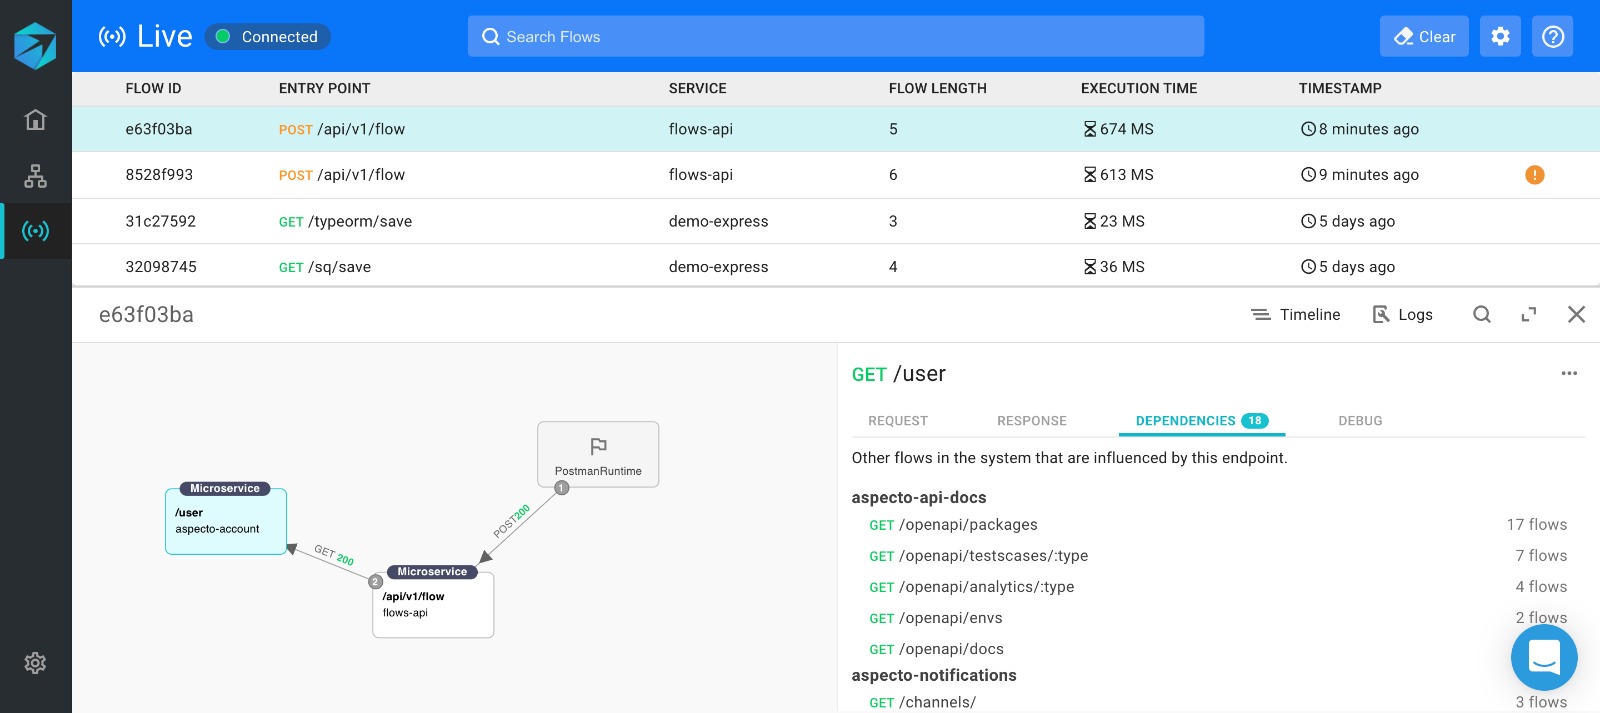 Live Connected Search Flows Clear
FLOW ID ENTRY POINT SERVICE FLOW LENGTH EXECUTION TIME TIMESTAMP
e63f03ba POST /api/v1/flow flows-api 5 674 MS 8 minutes ago
8528f993 POST /api/v1/flow flows-api 6 613 MS 9 minutes ago
31c27592 GET /typeorm/save demo-express 3 23 MS 5 days ago
32098745 GET /sq/save demo-express 4 36 MS 5 days ago
e63f03ba Timeline Logs
PostmanRuntime
1
POST 200
Microservice
/user
aspecto-account
GET 200
2
Microservice
/api/v1/flow
flows-api
GET /user
REQUEST RESPONSE DEPENDENCIES 18 DEBUG
Other flows in the system that are influenced by this endpoint.
aspecto-api-docs
GET /openapi/packages 17 flows
GET /openapi/testscases/:type 7 flows
GET /openapi/analytics/:type 4 flows
GET /openapi/envs 2 flows
GET /openapi/docs
aspecto-notifications
GET /channels/ 3 flows